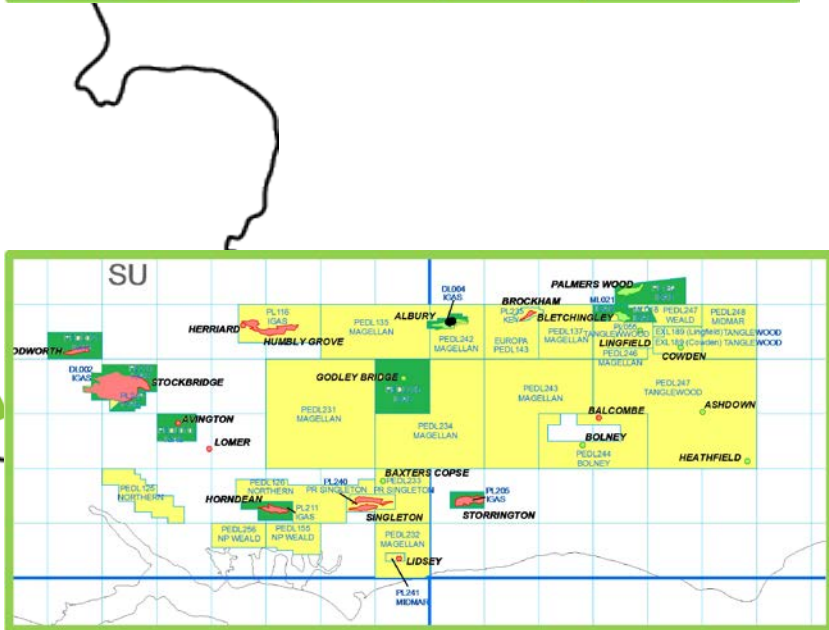 SU
PALMERS WOOD
DL004
IGAS
BROCKHAM
ML021
PL116
IGAS
ALBURY
PL235
KEN
BLETCHINGLEY
PEDL247
WEALD
PEDL248
MIDMAR
HERRIARD
PEDL135
MAGELLAN
PEDL137
MAGELLAN
TANGLEWOOD
EXL189 (Lingfield) TANGLEWOOD
EXL189 (Cowden) TANGLEWOOD
HUMBLY GROVE
PEDL242
MAGELLAN
EUROPA
PEDL143
LINGFIELD
PEDL246
MAGELLAN
COWDEN
ODWORTH
DL002
IGAS
STOCKBRIDGE
GODLEY BRIDGE
PEDL243
MAGELLAN
PEDL247
TANGLEWOOD
PEDL231
MAGELLAN
ASHDOWN
AVINGTON
BALCOMBE
PEDL234
MAGELLAN
LOMER
BOLNEY
PEDL244
BOLNEY
HEATHFIELD
BAXTERS COPSE
PEDL126
NORTHERN
PL240
PR SINGLETON
PEDL233
PR SINGLETON
PEDL125
NORTHERN
HORNDEAN
PL205
IGAS
PL211
IGAS
SINGLETON
STORRINGTON
PEDL256
NP WEALD
PEDL155
NP WEALD
PEDL232
MAGELLAN
LIDSEY
PL241
MIDMAR